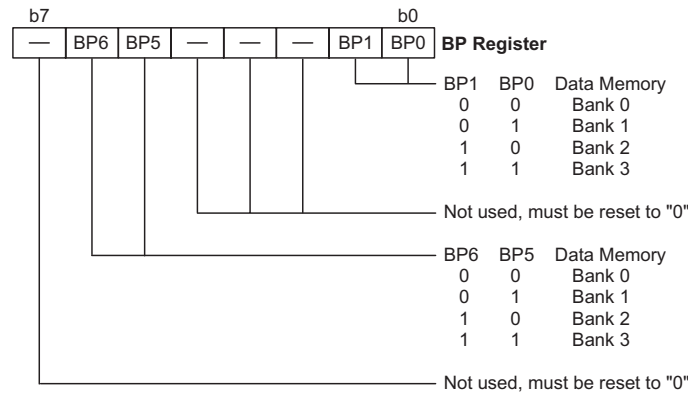 b7 b0
— BP6 BP5 — — — BP1 BP0 BP Register
BP1 BP0 Data Memory
0 0 Bank 0
0 1 Bank 1
1 0 Bank 2
1 1 Bank 3
Not used, must be reset to "0"
BP6 BP5 Data Memory
0 0 Bank 0
0 1 Bank 1
1 0 Bank 2
1 1 Bank 3
Not used, must be reset to "0"